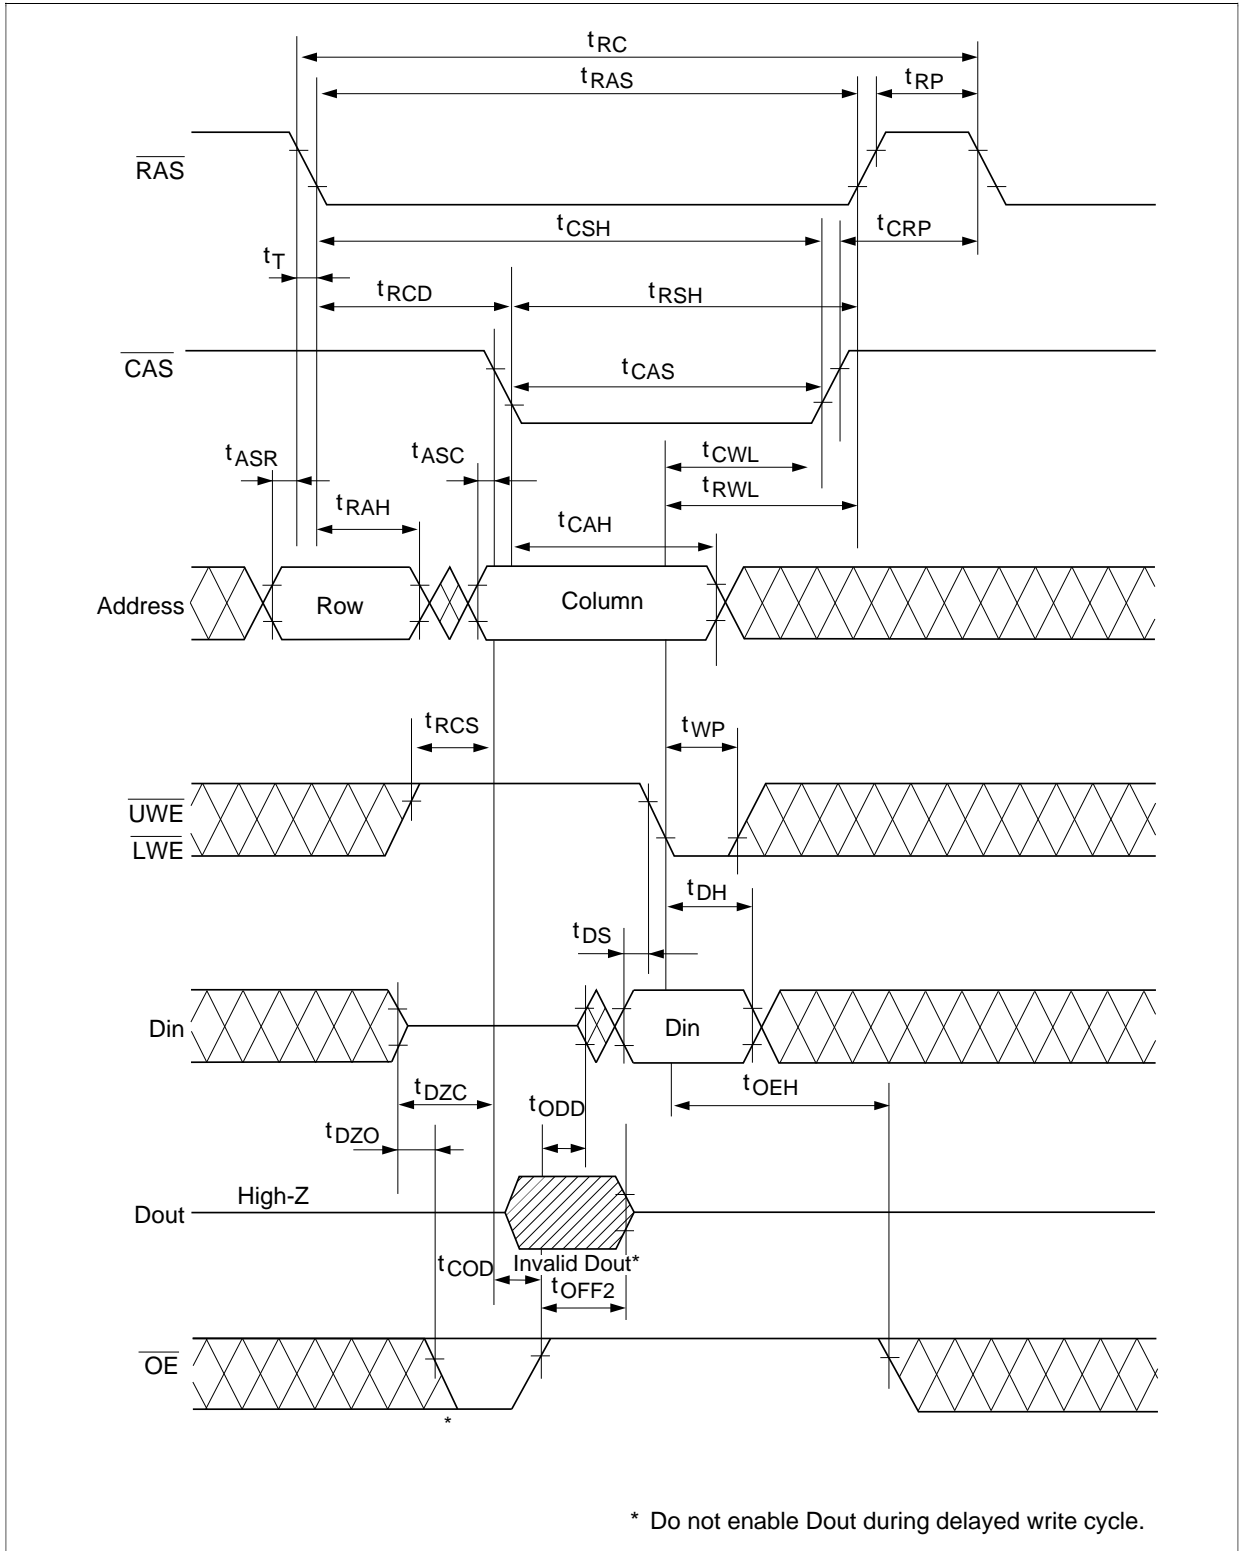 tRC
tRAS
tRP
RAS
tCSH
tCRP
tT
tRCD
tRSH
CAS
tCAS
tASR
tASC
tCWL
tRWL
tRAH
tCAH
Address
Row
Column
tRCS
tWP
UWE
LWE
tDH
tDS
Din
Din
tDZC
tODD
tOEH
tDZO
High-Z
Dout
Invalid Dout*
tCOD
tOFF2
OE
*
* Do not enable Dout during delayed write cycle.